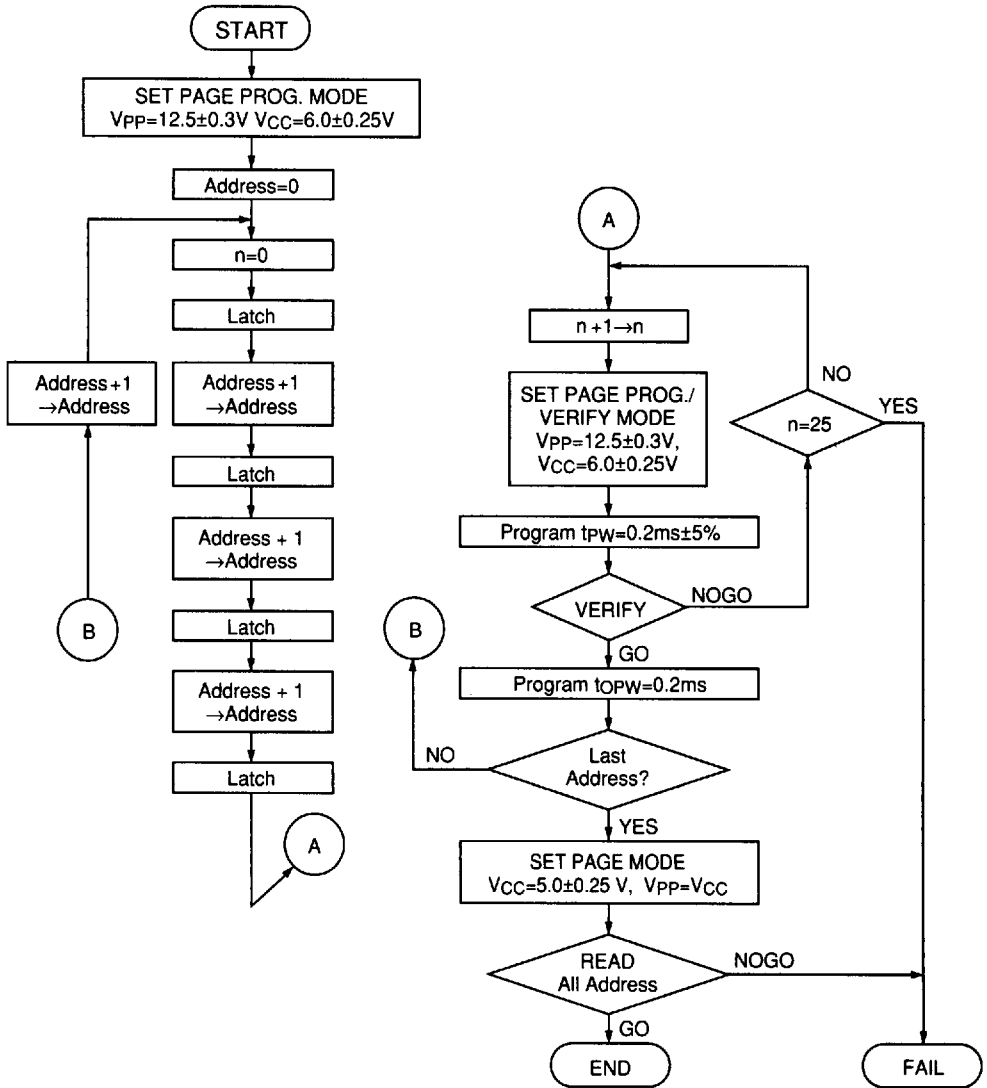 START
SET PAGE PROG. MODE
VPP=12.5±0.3V VCC=6.0±0.25V
Address=0
n=0
Latch
Address+1
→Address
Latch
Address + 1
→Address
Latch
Address + 1
→Address
Latch
A
B
Address+1
→Address
A
n+1→n
SET PAGE PROG./
VERIFY MODE
VPP=12.5±0.3V,
VCC=6.0±0.25V
Program tPW=0.2ms±5%
VERIFY
NOGO
n=25
NO
YES
GO
Program tOPW=0.2ms
Last
Address?
NO
B
YES
SET PAGE MODE
VCC=5.0±0.25 V, VPP=VCC
READ
All Address
NOGO
GO
END
FAIL